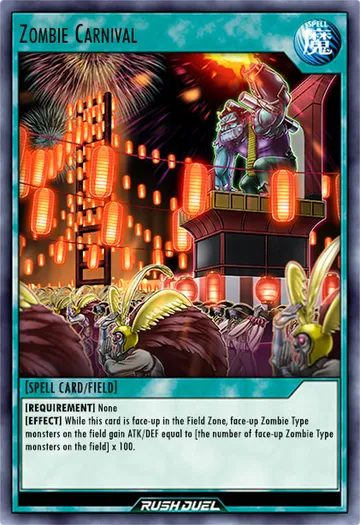 Zombie Carnival
SPELL
魔
[SPELL CARD/FIELD]
[REQUIREMENT] None
[EFFECT] While this card is face-up in the Field Zone, face-up Zombie Type
monsters on the field gain ATK/DEF equal to [the number of face-up Zombie Type
monsters on the field] x 100.
RUSH DUEL